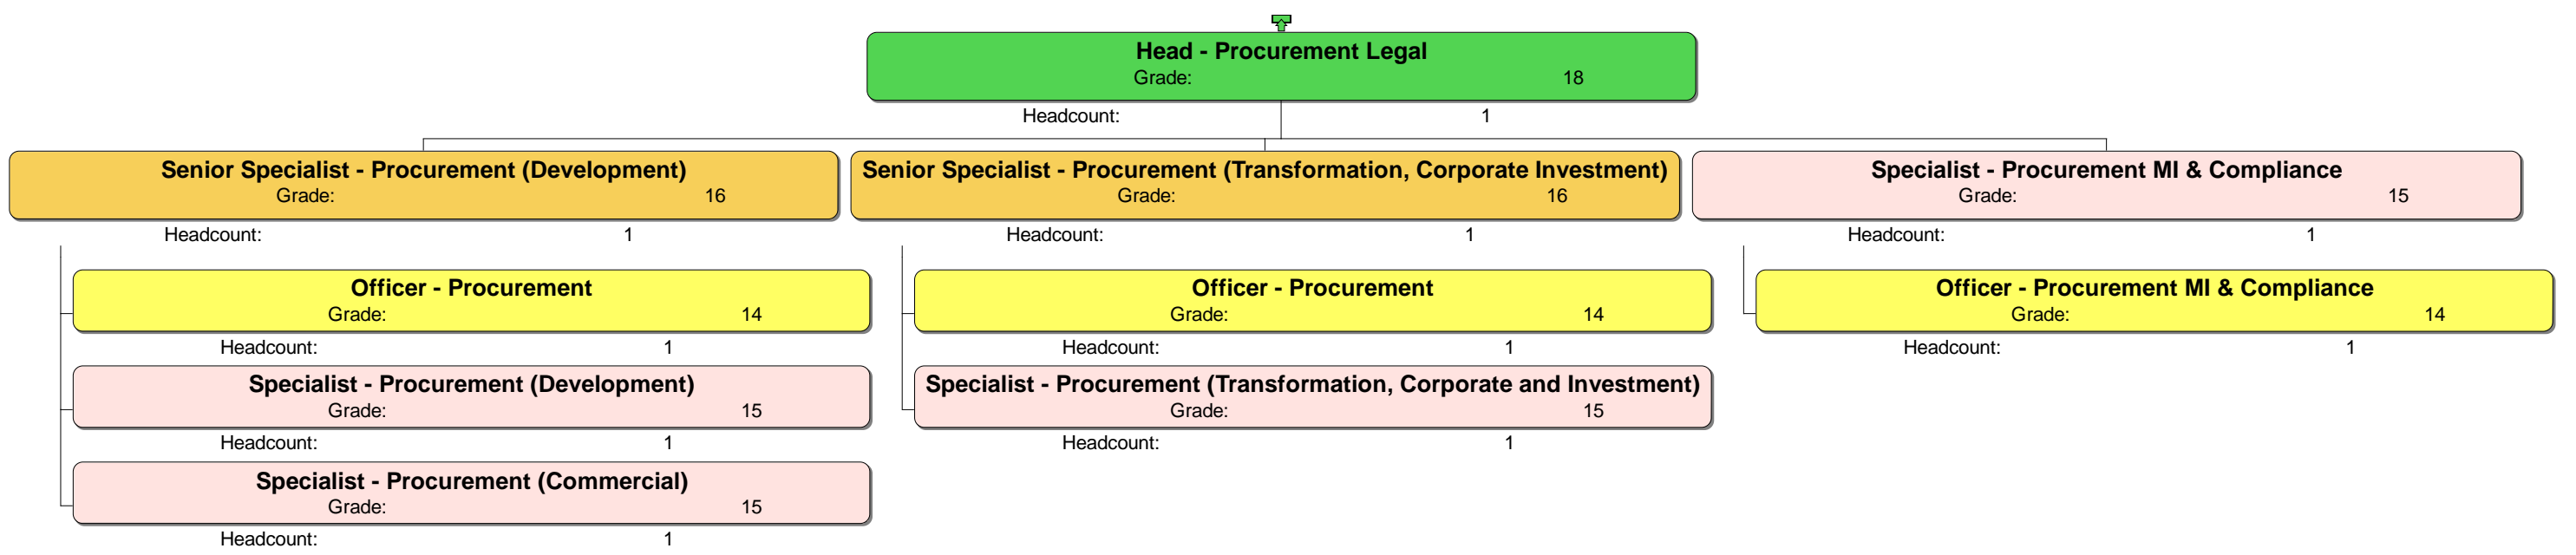 Head - Procurement Legal
Grade: 18
Headcount: 1
Senior Specialist - Procurement (Development)
Grade: 16
Headcount: 1
Officer - Procurement
Grade: 14
Headcount: 1
Specialist - Procurement (Development)
Grade: 15
Headcount: 1
Specialist - Procurement (Commercial)
Grade: 15
Headcount: 1
Senior Specialist - Procurement (Transformation, Corporate Investment)
Grade: 16
Headcount: 1
Officer - Procurement
Grade: 14
Headcount: 1
Specialist - Procurement (Transformation, Corporate and Investment)
Grade: 15
Headcount: 1
Specialist - Procurement MI & Compliance
Grade: 15
Headcount: 1
Officer - Procurement MI & Compliance
Grade: 14
Headcount: 1